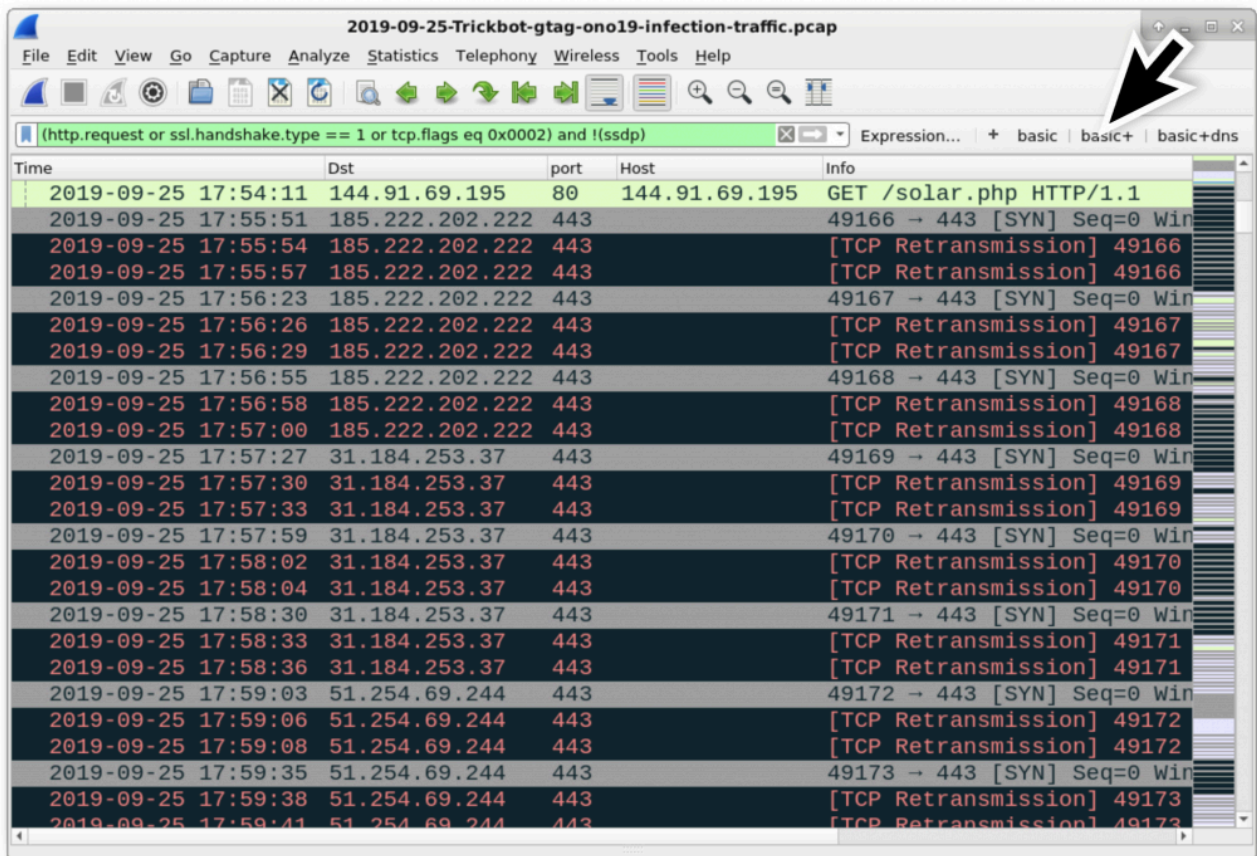 2019-09-25-Trickbot-gtag-ono19-infection-traffic.pcap
File Edit View Go Capture Analyze Statistics Telephony Wireless Tools Help
(http.request or ssl.handshake.type == 1 or tcp.flags eq 0x0002) and !(ssdp) Expression... + basic basic+ basic+dns
Time Dst port Host Info
2019-09-25 17:54:11 144.91.69.195 80 144.91.69.195 GET /solar.php HTTP/1.1
2019-09-25 17:55:51 185.222.202.222 443 49166 → 443 [SYN] Seq=0 Win
2019-09-25 17:55:54 185.222.202.222 443 [TCP Retransmission] 49166
2019-09-25 17:55:57 185.222.202.222 443 [TCP Retransmission] 49166
2019-09-25 17:56:23 185.222.202.222 443 49167 → 443 [SYN] Seq=0 Win
2019-09-25 17:56:26 185.222.202.222 443 [TCP Retransmission] 49167
2019-09-25 17:56:29 185.222.202.222 443 [TCP Retransmission] 49167
2019-09-25 17:56:55 185.222.202.222 443 49168 → 443 [SYN] Seq=0 Win
2019-09-25 17:56:58 185.222.202.222 443 [TCP Retransmission] 49168
2019-09-25 17:57:00 185.222.202.222 443 [TCP Retransmission] 49168
2019-09-25 17:57:27 31.184.253.37 443 49169 → 443 [SYN] Seq=0 Win
2019-09-25 17:57:30 31.184.253.37 443 [TCP Retransmission] 49169
2019-09-25 17:57:33 31.184.253.37 443 [TCP Retransmission] 49169
2019-09-25 17:57:59 31.184.253.37 443 49170 → 443 [SYN] Seq=0 Win
2019-09-25 17:58:02 31.184.253.37 443 [TCP Retransmission] 49170
2019-09-25 17:58:04 31.184.253.37 443 [TCP Retransmission] 49170
2019-09-25 17:58:30 31.184.253.37 443 49171 → 443 [SYN] Seq=0 Win
2019-09-25 17:58:33 31.184.253.37 443 [TCP Retransmission] 49171
2019-09-25 17:58:36 31.184.253.37 443 [TCP Retransmission] 49171
2019-09-25 17:59:03 51.254.69.244 443 49172 → 443 [SYN] Seq=0 Win
2019-09-25 17:59:06 51.254.69.244 443 [TCP Retransmission] 49172
2019-09-25 17:59:08 51.254.69.244 443 [TCP Retransmission] 49172
2019-09-25 17:59:35 51.254.69.244 443 49173 → 443 [SYN] Seq=0 Win
2019-09-25 17:59:38 51.254.69.244 443 [TCP Retransmission] 49173
2019-09-25 17:59:41 51.254.69.244 443 [TCP Retransmission] 49173